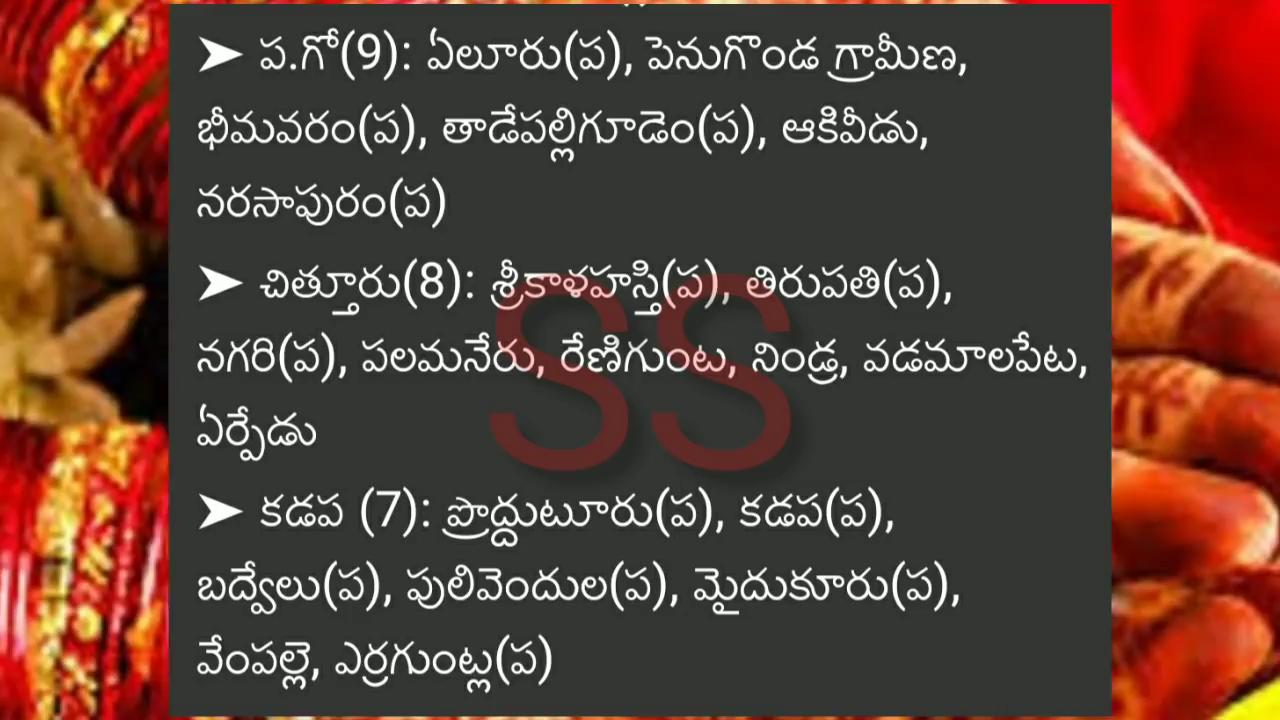 ➤ ప.గో(9): ఏలూరు(ప), పెనుగొండ గ్రామీణ,
భీమవరం(ప), తాడేపల్లిగూడెం(ప), ఆకివీడు,
నరసాపురం(ప)
➤ చిత్తూరు(8): శ్రీకాళహస్తి(ప), తిరుపతి(ప),
నగరి(ప), పలమనేరు, రేణిగుంట, నిండ్ర, వడమాలపేట,
ఏర్పేడు
SS
➤ కడప (7): ప్రొద్దుటూరు(ప), కడప(ప),
బద్వేలు(ప), పులివెందుల(ప), మైదుకూరు(ప),
వేంపల్లె, ఎర్రగుంట్ల(ప)